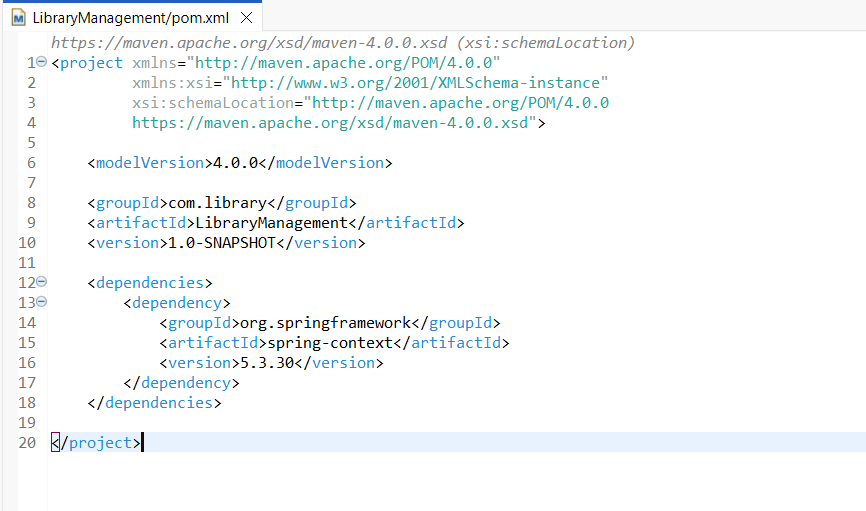 LibraryManagement/pom.xml
https://maven.apache.org/xsd/maven-4.0.0.xsd (xsi:schemaLocation)
1 <project xmlns="http://maven.apache.org/POM/4.0.0"
2         xmlns:xsi="http://www.w3.org/2001/XMLSchema-instance"
3         xsi:schemaLocation="http://maven.apache.org/POM/4.0.0
4         https://maven.apache.org/xsd/maven-4.0.0.xsd">
5
6    <modelVersion>4.0.0</modelVersion>
7
8    <groupId>com.library</groupId>
9    <artifactId>LibraryManagement</artifactId>
10    <version>1.0-SNAPSHOT</version>
11
12    <dependencies>
13        <dependency>
14            <groupId>org.springframework</groupId>
15            <artifactId>spring-context</artifactId>
16            <version>5.3.30</version>
17        </dependency>
18    </dependencies>
19
20 </project>